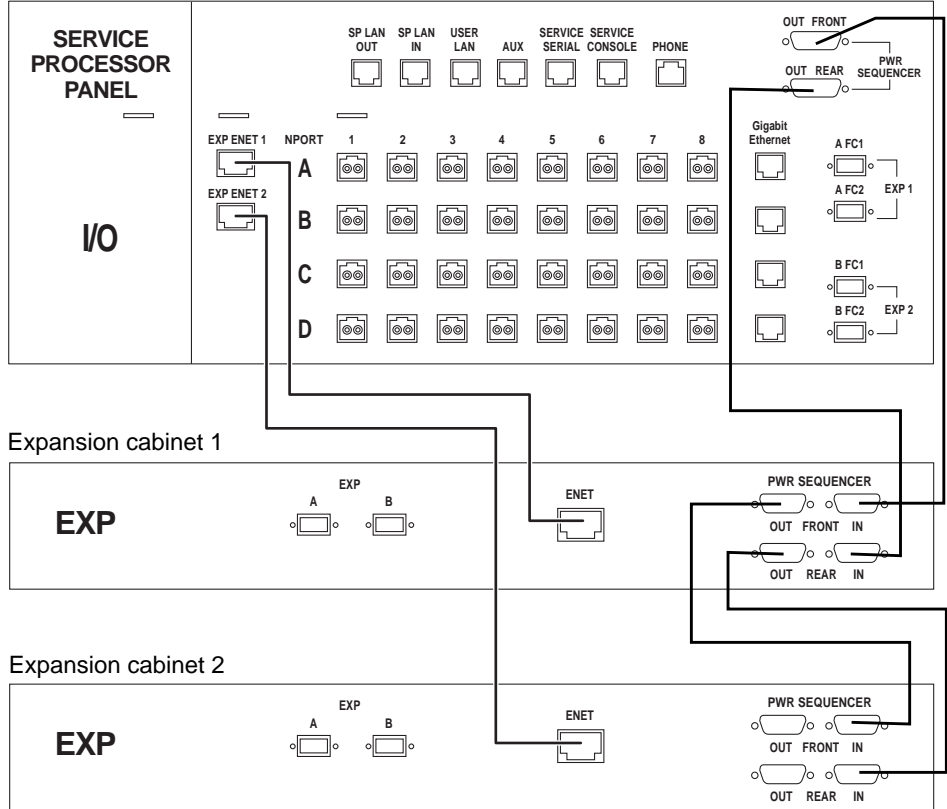 SERVICE
PROCESSOR
PANEL
I/O
SP LAN
OUT
SP LAN
IN
USER
LAN
AUX
SERVICE
SERIAL
SERVICE
CONSOLE
PHONE
OUT FRONT
OUT REAR
PWR
SEQUENCER
EXP ENET 1
EXP ENET 2
NPORT 1 2 3 4 5 6 7 8
A
B
C
D
Gigabit
Ethernet
A FC1
A FC2
EXP 1
B FC1
B FC2
EXP 2
Expansion cabinet 1
EXP
EXP
A B
ENET
PWR SEQUENCER
OUT FRONT IN
OUT REAR IN
Expansion cabinet 2
EXP
EXP
A B
ENET
PWR SEQUENCER
OUT FRONT IN
OUT REAR IN